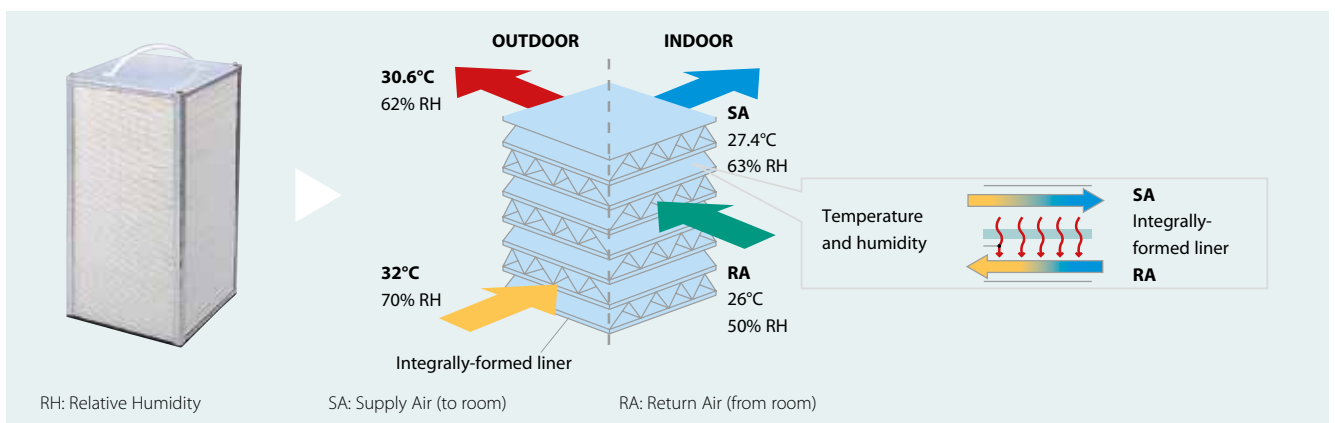 OUTDOOR
INDOOR
30.6°C
62% RH
SA
27.4°C
63% RH
32°C
70% RH
RA
26°C
50% RH
Integrally-formed liner
Temperature
and humidity
SA
Integrally-
formed liner
RA
RH: Relative Humidity
SA: Supply Air (to room)
RA: Return Air (from room)